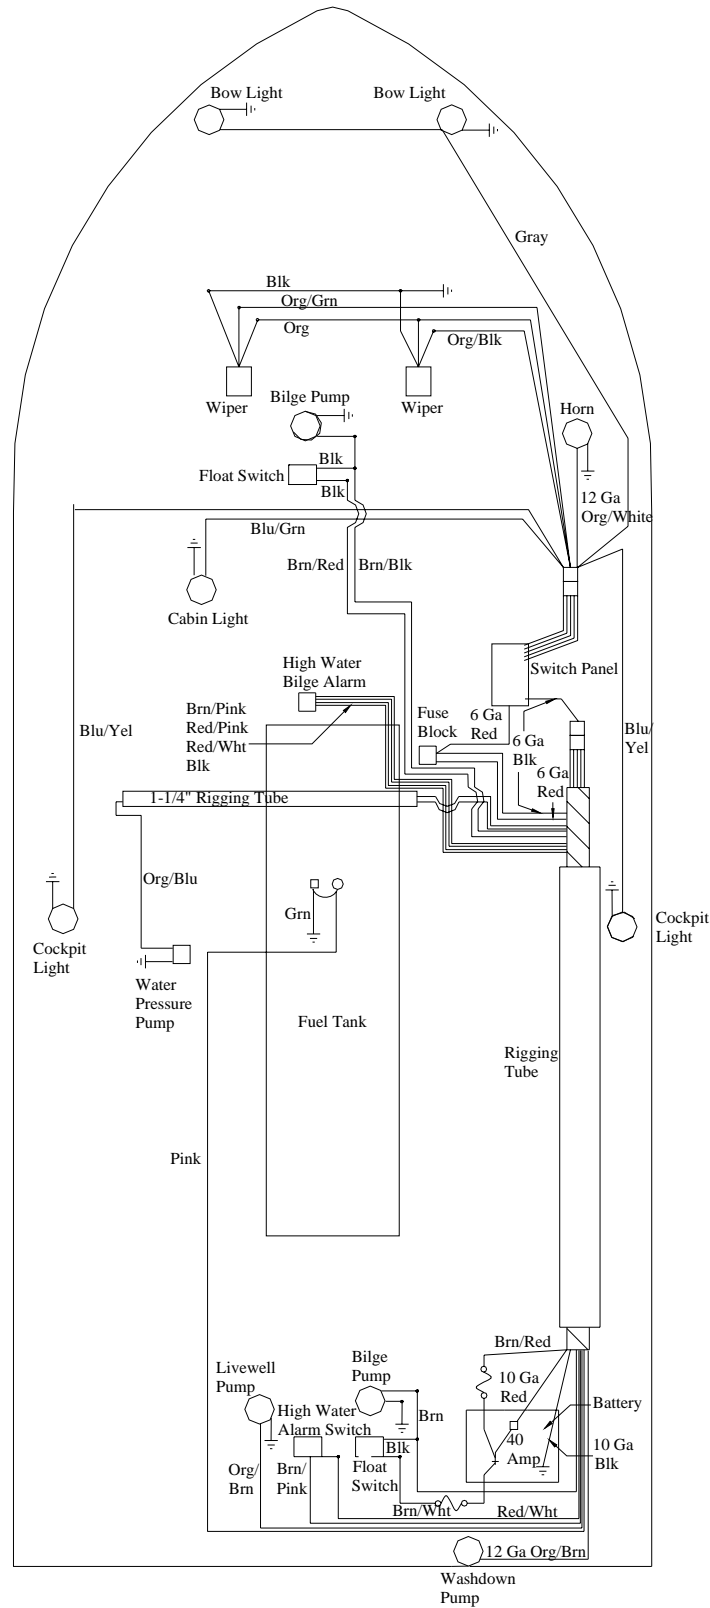 Bow Light
Bow Light
Gray
Blk
Org/Grn
Org
Org/Blk
Wiper
Wiper
Bilge Pump
Horn
Blk
Float Switch
Blk
12 Ga
Org/White
Blu/Grn
Brn/Red
Brn/Blk
Cabin Light
High Water
Bilge Alarm
Switch Panel
Brn/Pink
Red/Pink
Red/Wht
Blk
Fuse
Block
6 Ga
Red
6 Ga
Blk
6 Ga
Red
Blu/Yel
Blu/
Yel
1-1/4" Rigging Tube
Org/Blu
Grn
Cockpit
Light
Cockpit
Light
Water
Pressure
Pump
Fuel Tank
Rigging
Tube
Pink
Brn/Red
Livewell
Pump
Bilge
Pump
10 Ga
Red
Battery
High Water
Alarm Switch
Brn
Blk
40
Amp
10 Ga
Blk
Org/
Brn
Brn/
Pink
Float
Switch
Brn/Wht
Red/Wht
12 Ga Org/Brn
Washdown
Pump